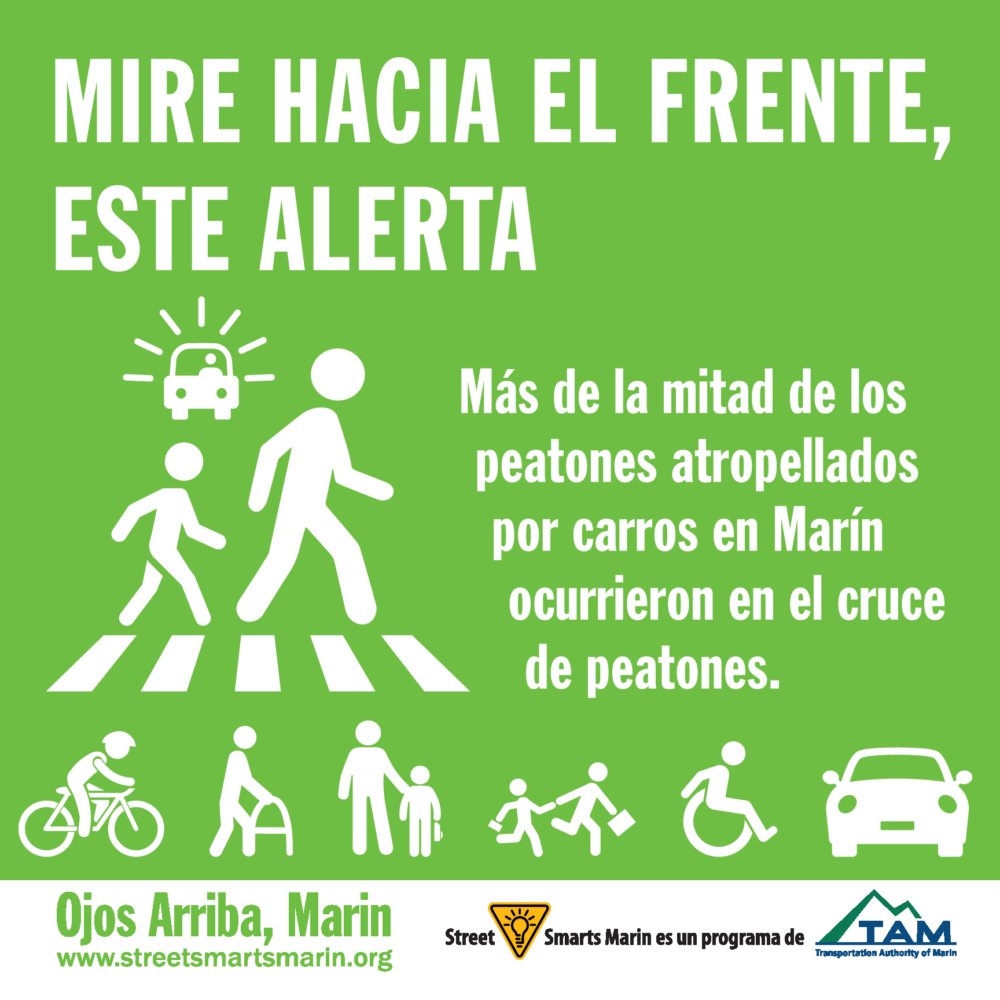 MIRE HACIA EL FRENTE,
ESTE ALERTA
Más de la mitad de los
peatones atropellados
por carros en Marín
ocurrieron en el cruce
de peatones.
Ojos Arriba, Marin
www.streetsmartsmarin.org
Street Smarts Marin es un programa de
TAM
Transportation Authority of Marin